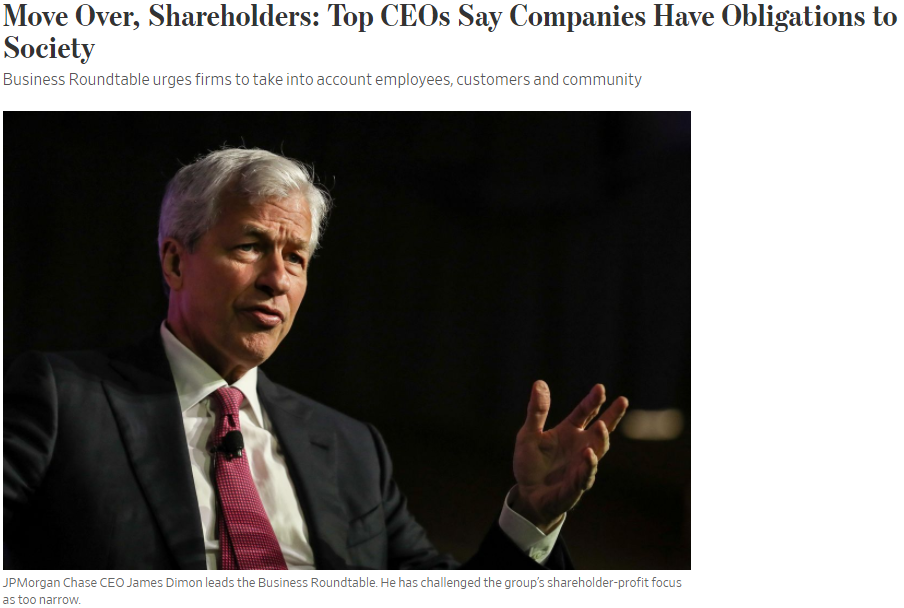 Move Over, Shareholders: Top CEOs Say Companies Have Obligations to
Society
Business Roundtable urges firms to take into account employees, customers and community
JPMorgan Chase CEO James Dimon leads the Business Roundtable. He has challenged the group's shareholder-profit focus
as too narrow.